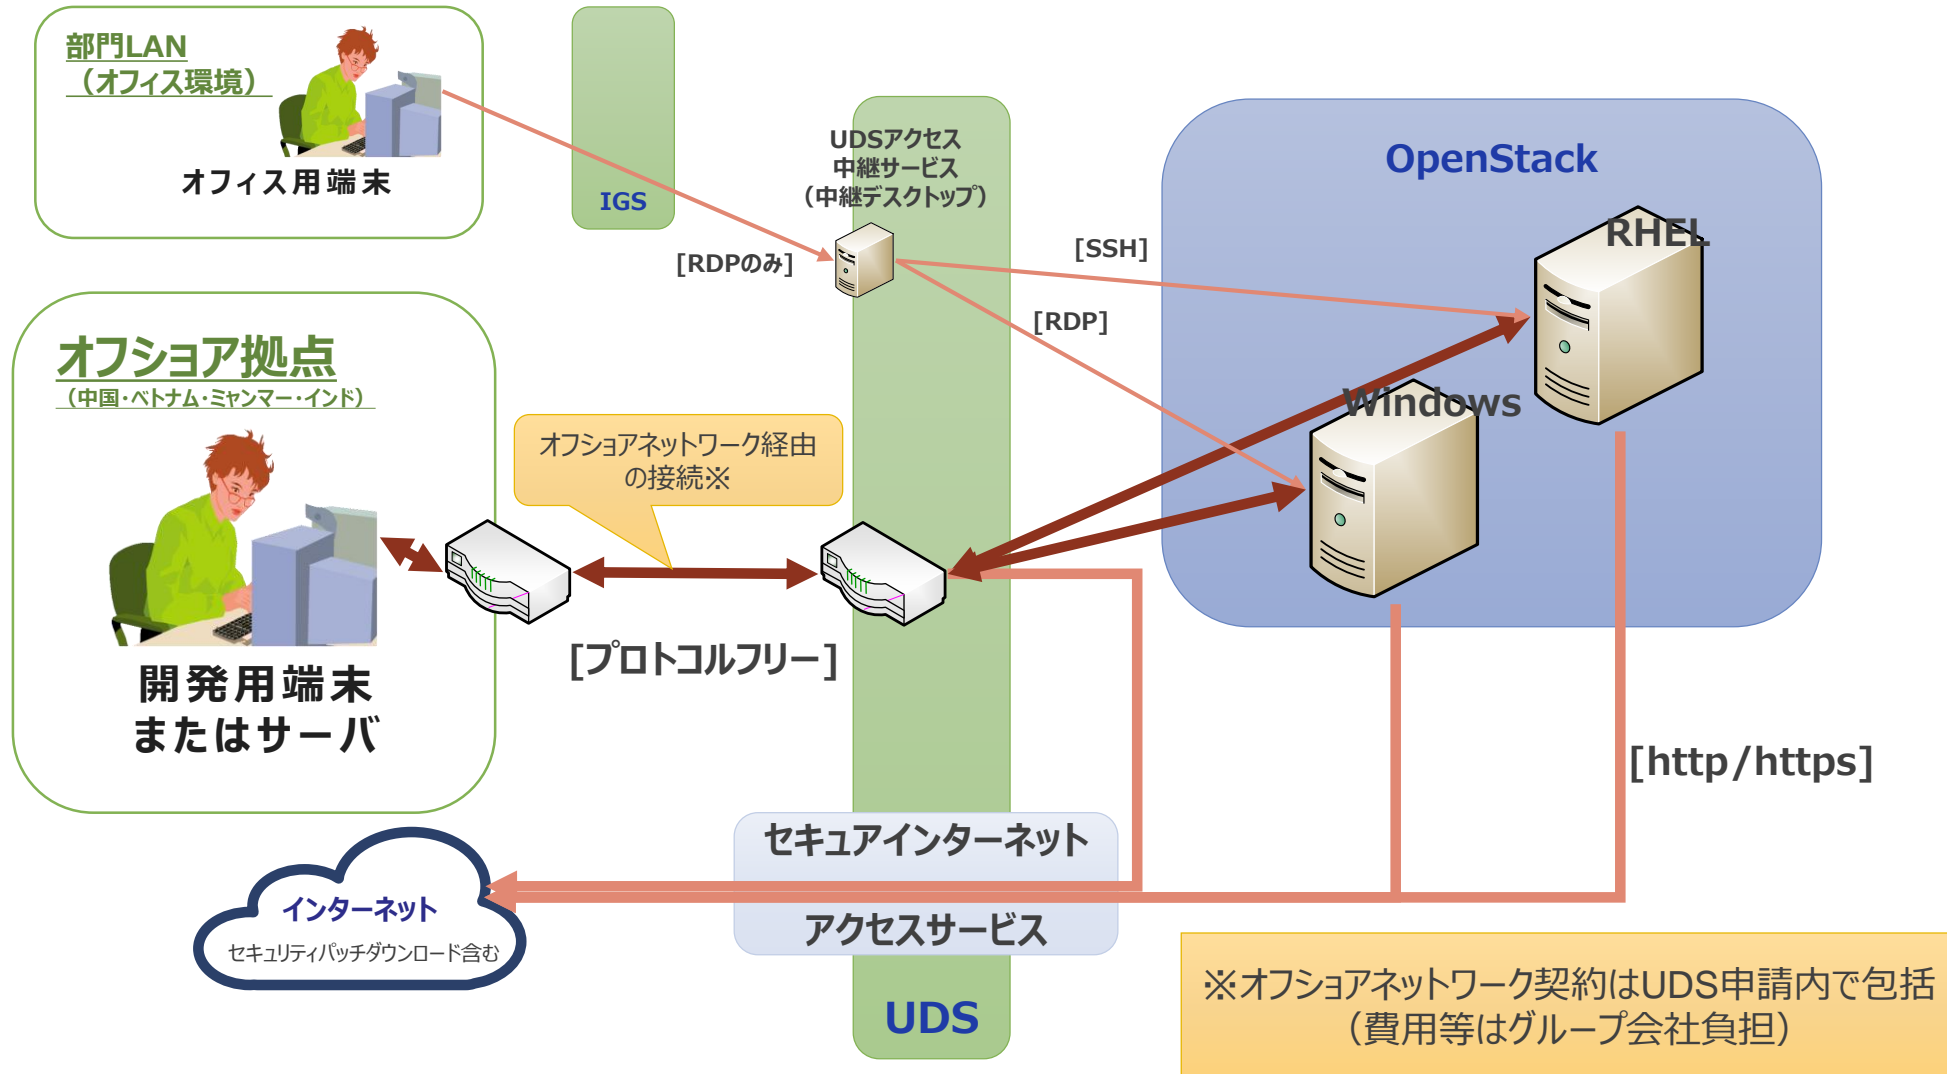 部門LAN
（オフィス環境）
オフィス用端末
IGS
UDSアクセス
中継サービス
（中継デスクトップ）
[RDPのみ]
[SSH]
[RDP]
OpenStack
RHEL
Windows
オフショア拠点
（中国・ベトナム・ミャンマー・インド）
オフショアネットワーク経由
の接続※
[プロトコルフリー]
開発用端末
またはサーバ
[http/https]
セキュアインターネット
アクセスサービス
インターネット
セキュリティパッチダウンロード含む
UDS
※オフショアネットワーク契約はUDS申請内で包括
（費用等はグループ会社負担）